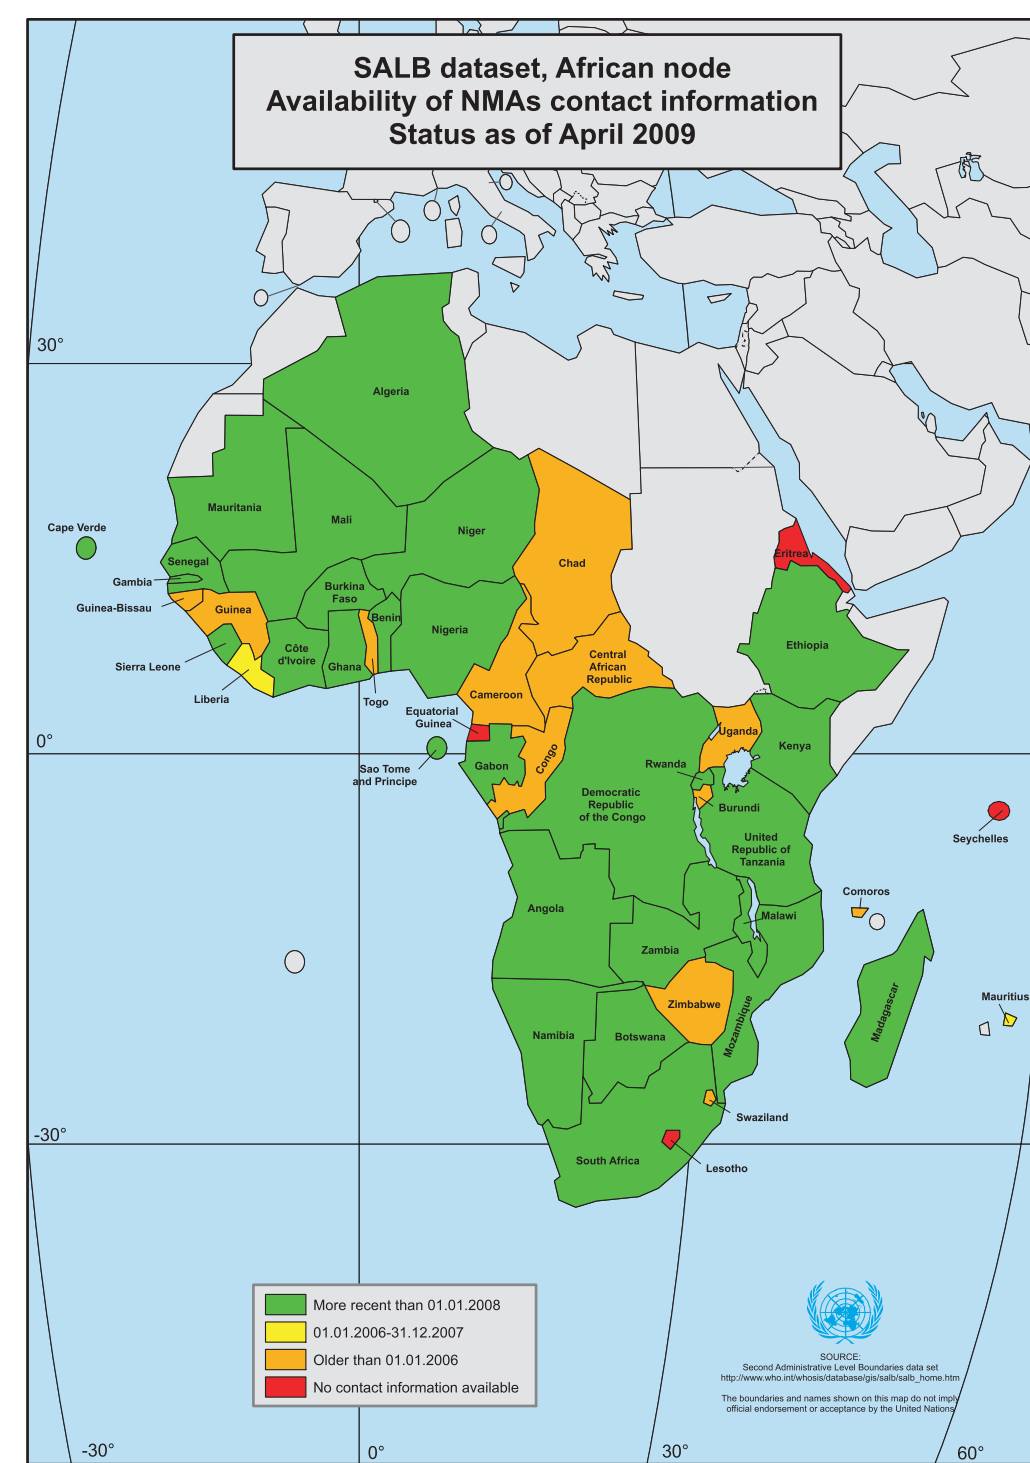 SALB dataset, African node
Availability of NMAs contact information
Status as of April 2009
30°
Algeria
Mauritania
Mali
Niger
Chad
Cape Verde
Eritrea
Senegal
Gambia
Guinea-Bissau
Guinea
Burkina
Faso
Benin
Nigeria
Ethiopia
Sierra Leone
Côte
d'Ivoire
Ghana
Central
African
Republic
Liberia
Togo
Cameroon
Equatorial
Guinea
0°
Uganda
Kenya
Congo
Gabon
Rwanda
Sao Tome
and Principe
Democratic
Republic
of the Congo
Burundi
United
Republic of
Tanzania
Seychelles
Comoros
Angola
Malawi
Zambia
Mauritius
Zimbabwe
Madagascar
Mozambique
Namibia
Botswana
Swaziland
-30°
South Africa
Lesotho
More recent than 01.01.2008
01.01.2006-31.12.2007
Older than 01.01.2006
No contact information available
SOURCE:
Second Administrative Level Boundaries data set
http://www.who.int/whosis/database/gis/salb/salb_home.htm
The boundaries and names shown on this map do not imply
official endorsement or acceptance by the United Nations.
-30°
0°
30°
60°